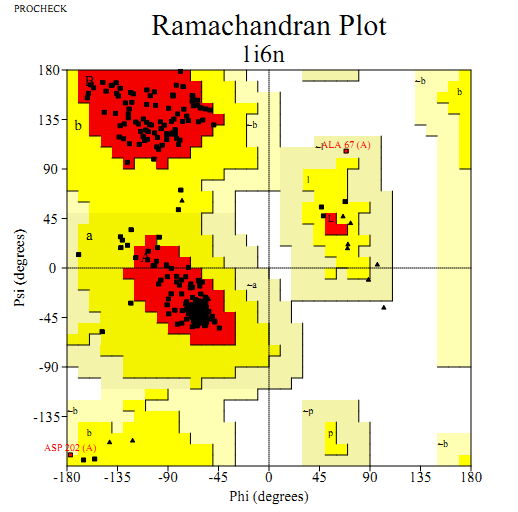 PROCHECK
Ramachandran Plot
1i6n
Psi (degrees)
180
135
90
45
0
-45
-90
-135
-180
-135
-90
-45
0
45
90
135
180
Phi (degrees)
B
b
~b
~b
b
ALA 67 (A)
~l
l
L
a
A
~a
~b
b
~p
p
~b
ASP 202 (A)